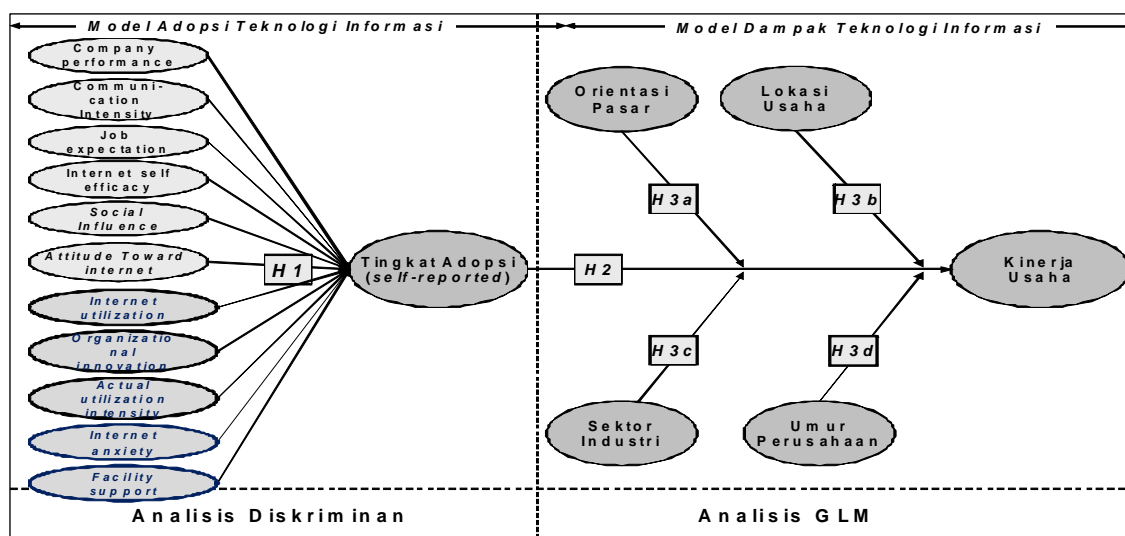 Model Adopsi Teknologi Informasi
Model Dampak Teknologi Informasi
Company
performance
Communi-
cation
Intensity
Job
expectation
Internet self
efficacy
Social
Influence
Attitude Toward
internet
Internet
utilization
Organizatio
nal
innovation
Actual
utilization
intensity
Internet
anxiety
Facility
support
H1
Tingkat Adopsi
(self-reported)
H2
Orientasi
Pasar
Lokasi
Usaha
H3a
H3b
Kinerja
Usaha
H3c
H3d
Sektor
Industri
Umur
Perusahaan
Analisis Diskriminan
Analisis GLM